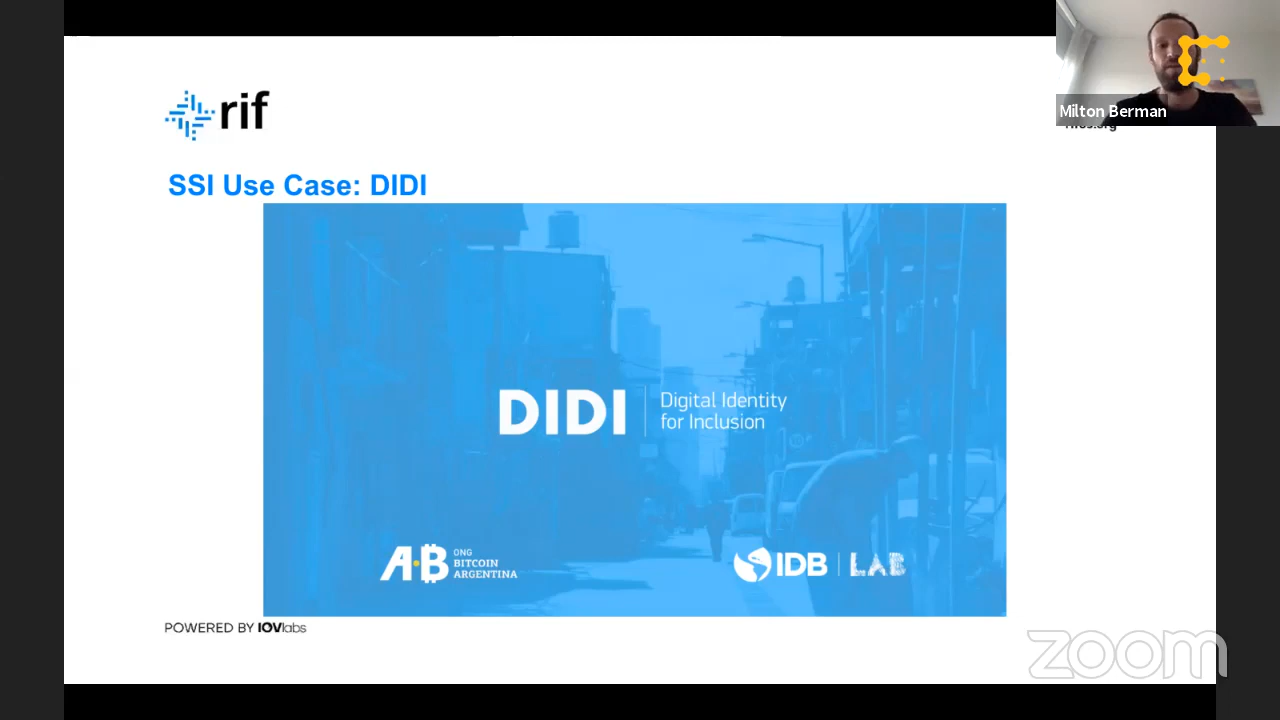 Milton Berman
rif
SSI Use Case: DIDI
DIDI
Digital Identity
for Inclusion
A·B
ONG
BITCOIN
ARGENTINA
IDB | LAB
POWERED BY IOVlabs
zoom